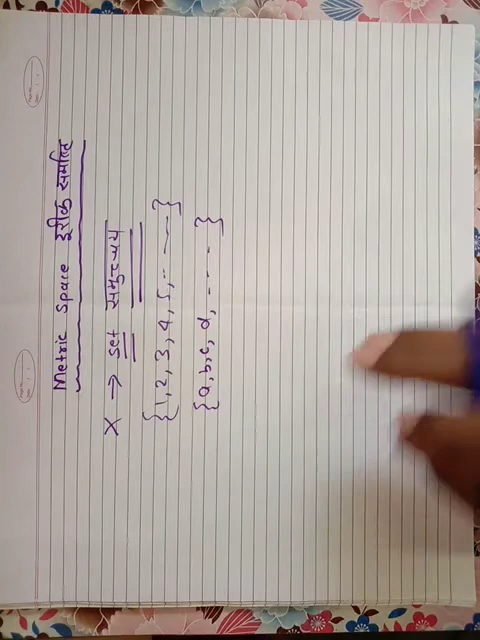 Metric Space दूरीक समष्टि
X → set समुच्चय
{1, 2, 3, 4, 5, - - —}
{a, b, c, d, - - - -}